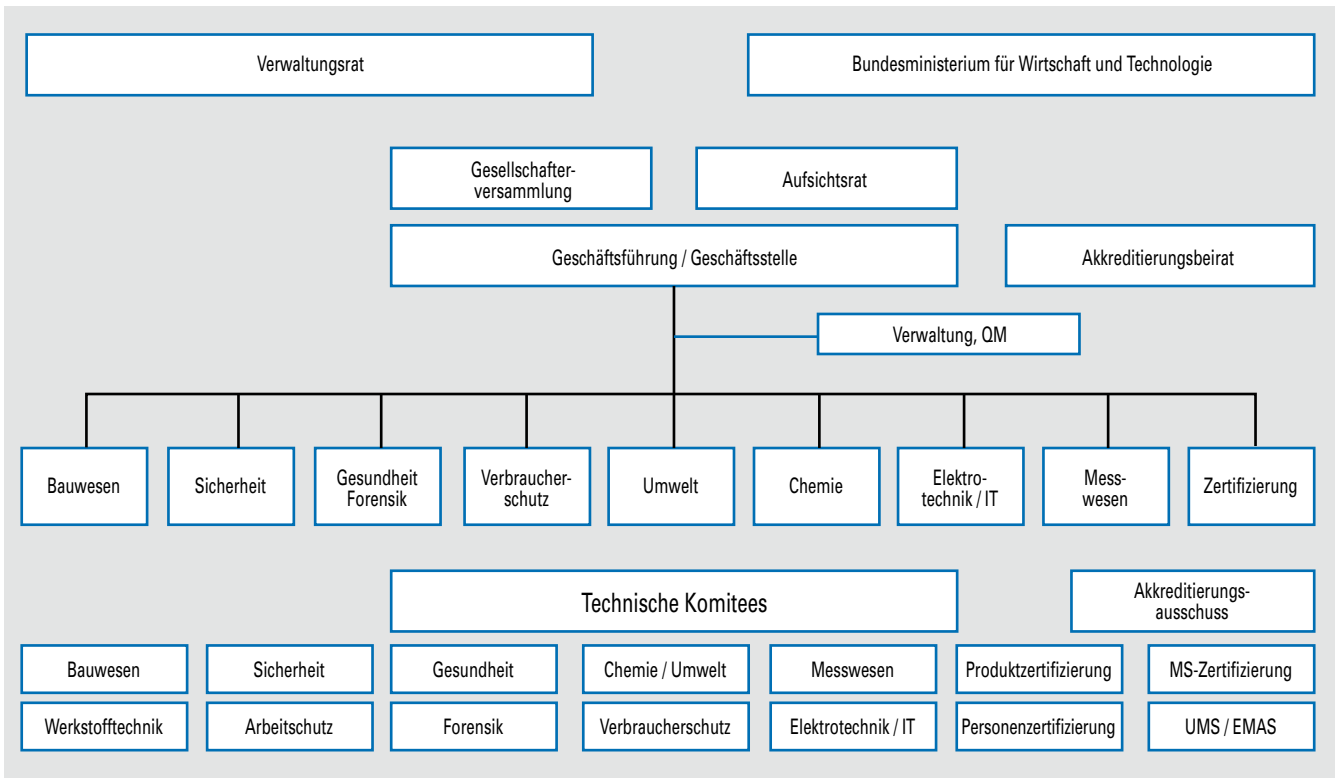 Verwaltungsrat
Bundesministerium für Wirtschaft und Technologie
Gesellschafter-
versammlung
Aufsichtsrat
Geschäftsführung / Geschäftsstelle
Akkreditierungsbeirat
Verwaltung, QM
Bauwesen
Sicherheit
Gesundheit
Forensik
Verbraucher-
schutz
Umwelt
Chemie
Elektro-
technik / IT
Mess-
wesen
Zertifizierung
Technische Komitees
Akkreditierungs-
ausschuss
Bauwesen
Sicherheit
Gesundheit
Chemie / Umwelt
Messwesen
Produktzertifizierung
MS-Zertifizierung
Werkstofftechnik
Arbeitschutz
Forensik
Verbraucherschutz
Elektrotechnik / IT
Personenzertifizierung
UMS / EMAS